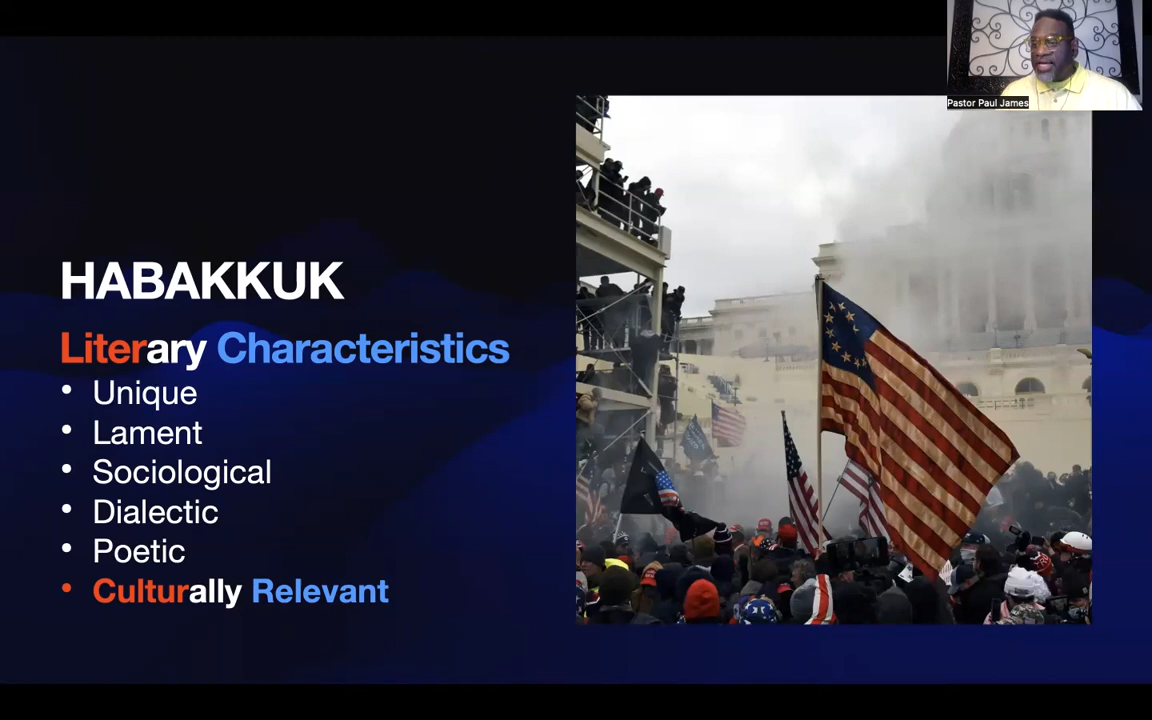 Pastor Paul James
HABAKKUK
Literary Characteristics
• Unique
• Lament
• Sociological
• Dialectic
• Poetic
• Culturally Relevant